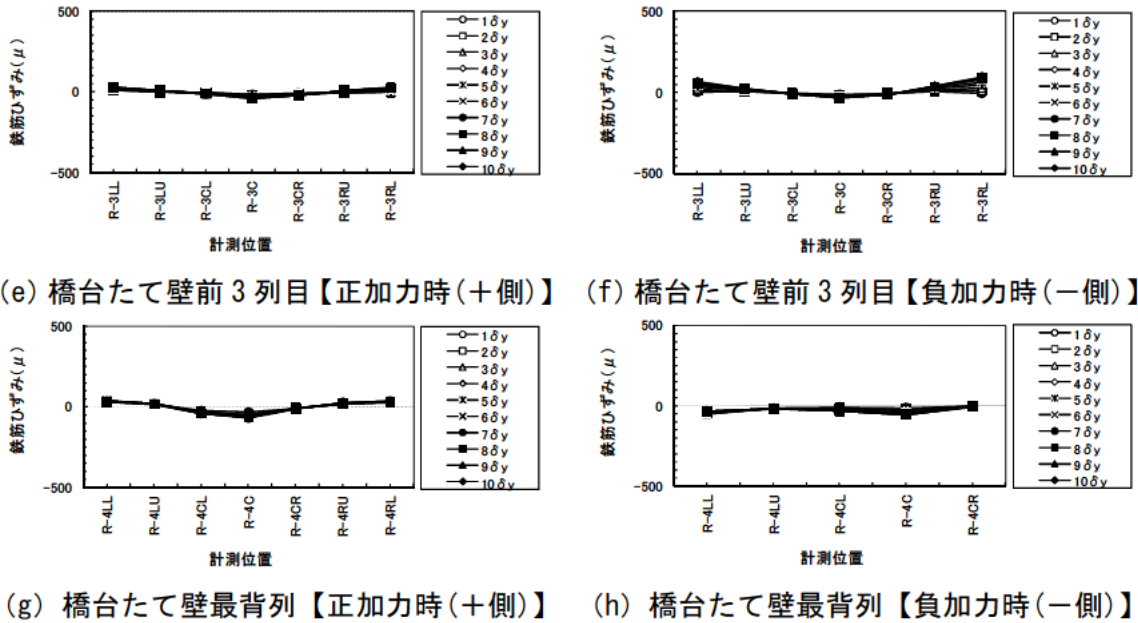 500
0
-500
鉄筋ひずみ(μ)
R-3LL
R-3LU
R-3CL
R-3C
R-3CR
R-3RU
R-3RL
計測位置
1δy
2δy
3δy
4δy
5δy
6δy
7δy
8δy
9δy
10δy
500
0
-500
鉄筋ひずみ(μ)
R-3LL
R-3LU
R-3CL
R-3C
R-3CR
R-3RU
R-3RL
計測位置
1δy
2δy
3δy
4δy
5δy
6δy
7δy
8δy
9δy
10δy
(e) 橋台たて壁前3列目【正加力時(+側)】
(f) 橋台たて壁前3列目【負加力時(-側)】
500
0
-500
鉄筋ひずみ(μ)
R-4LL
R-4LU
R-4CL
R-4C
R-4CR
R-4RU
R-4RL
計測位置
1δy
2δy
3δy
4δy
5δy
6δy
7δy
8δy
9δy
10δy
500
0
-500
鉄筋ひずみ(μ)
R-4LL
R-4LU
R-4CL
R-4C
R-4CR
計測位置
1δy
2δy
3δy
4δy
5δy
6δy
7δy
8δy
9δy
10δy
(g) 橋台たて壁最背列【正加力時(+側)】
(h) 橋台たて壁最背列【負加力時(-側)】